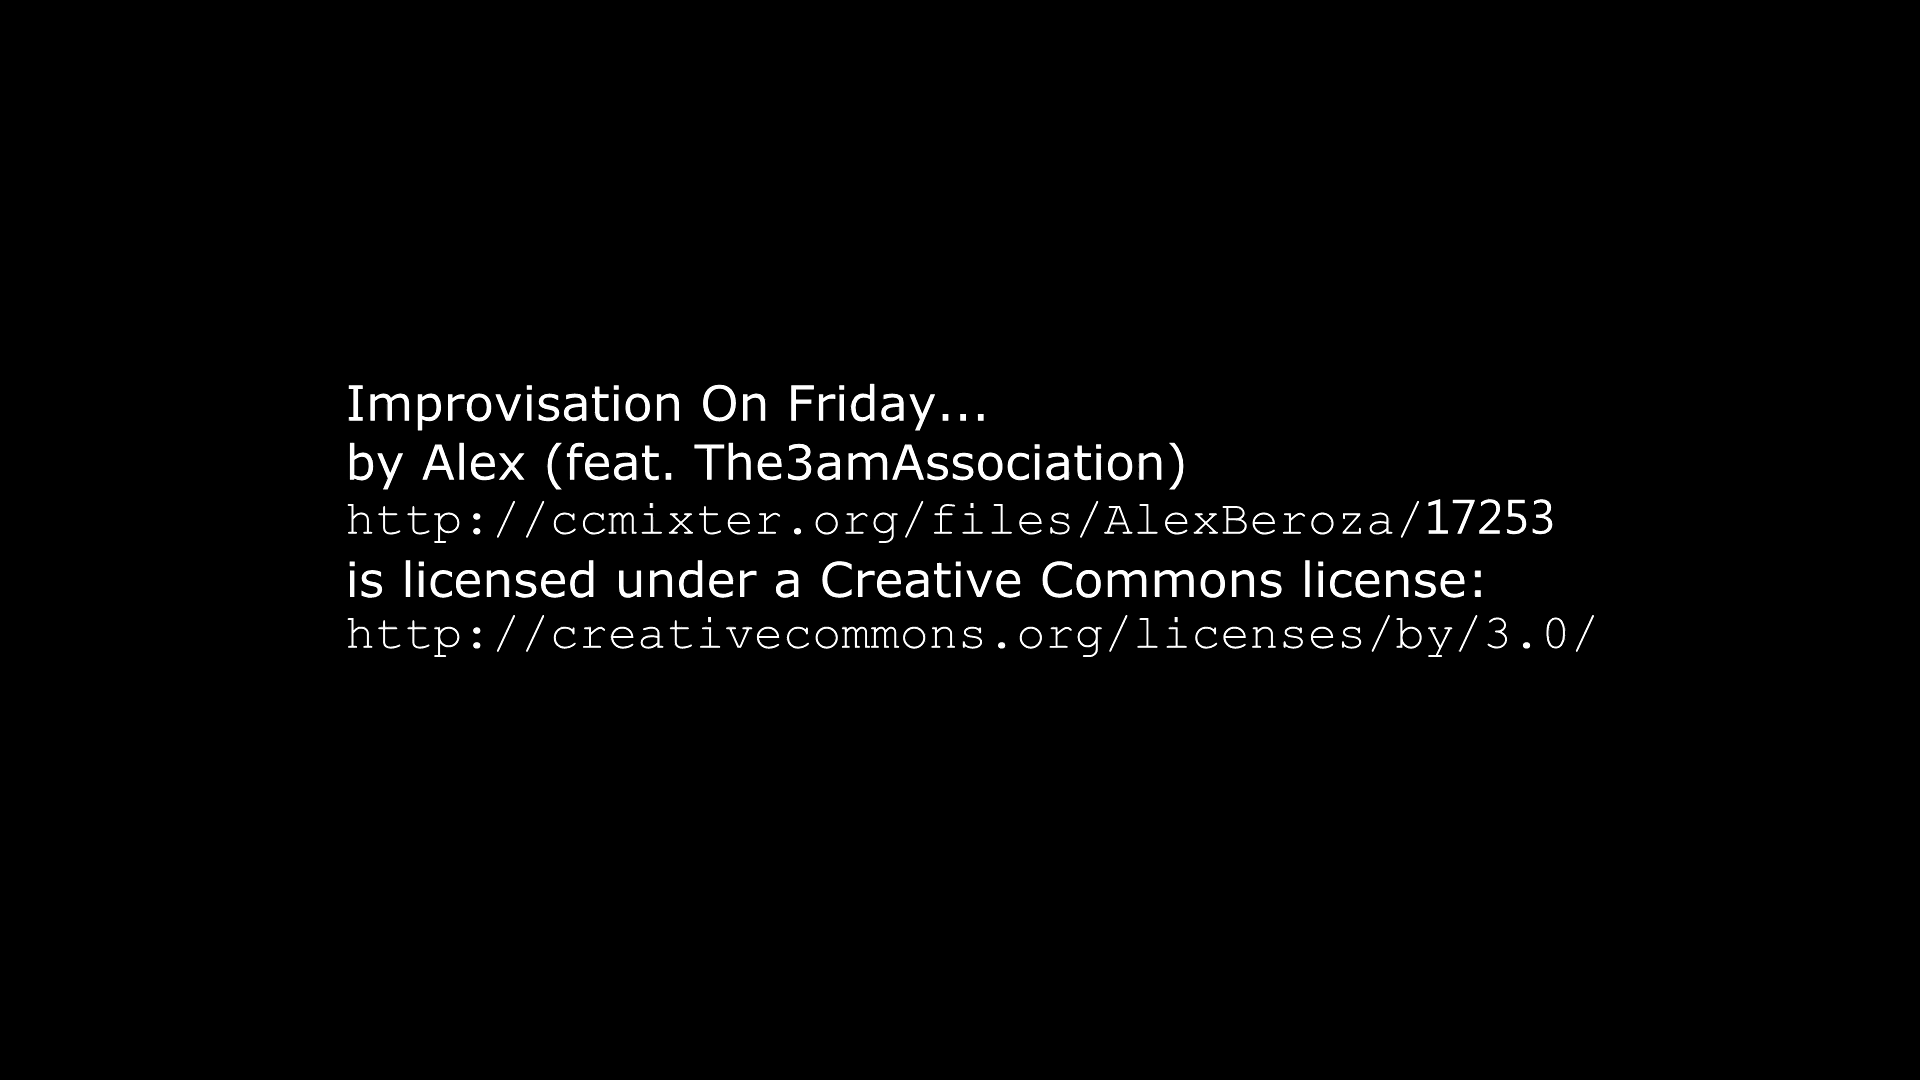 Improvisation On Friday...
by Alex (feat. The3amAssociation)
http://ccmixter.org/files/AlexBeroza/17253
is licensed under a Creative Commons license:
http://creativecommons.org/licenses/by/3.0/